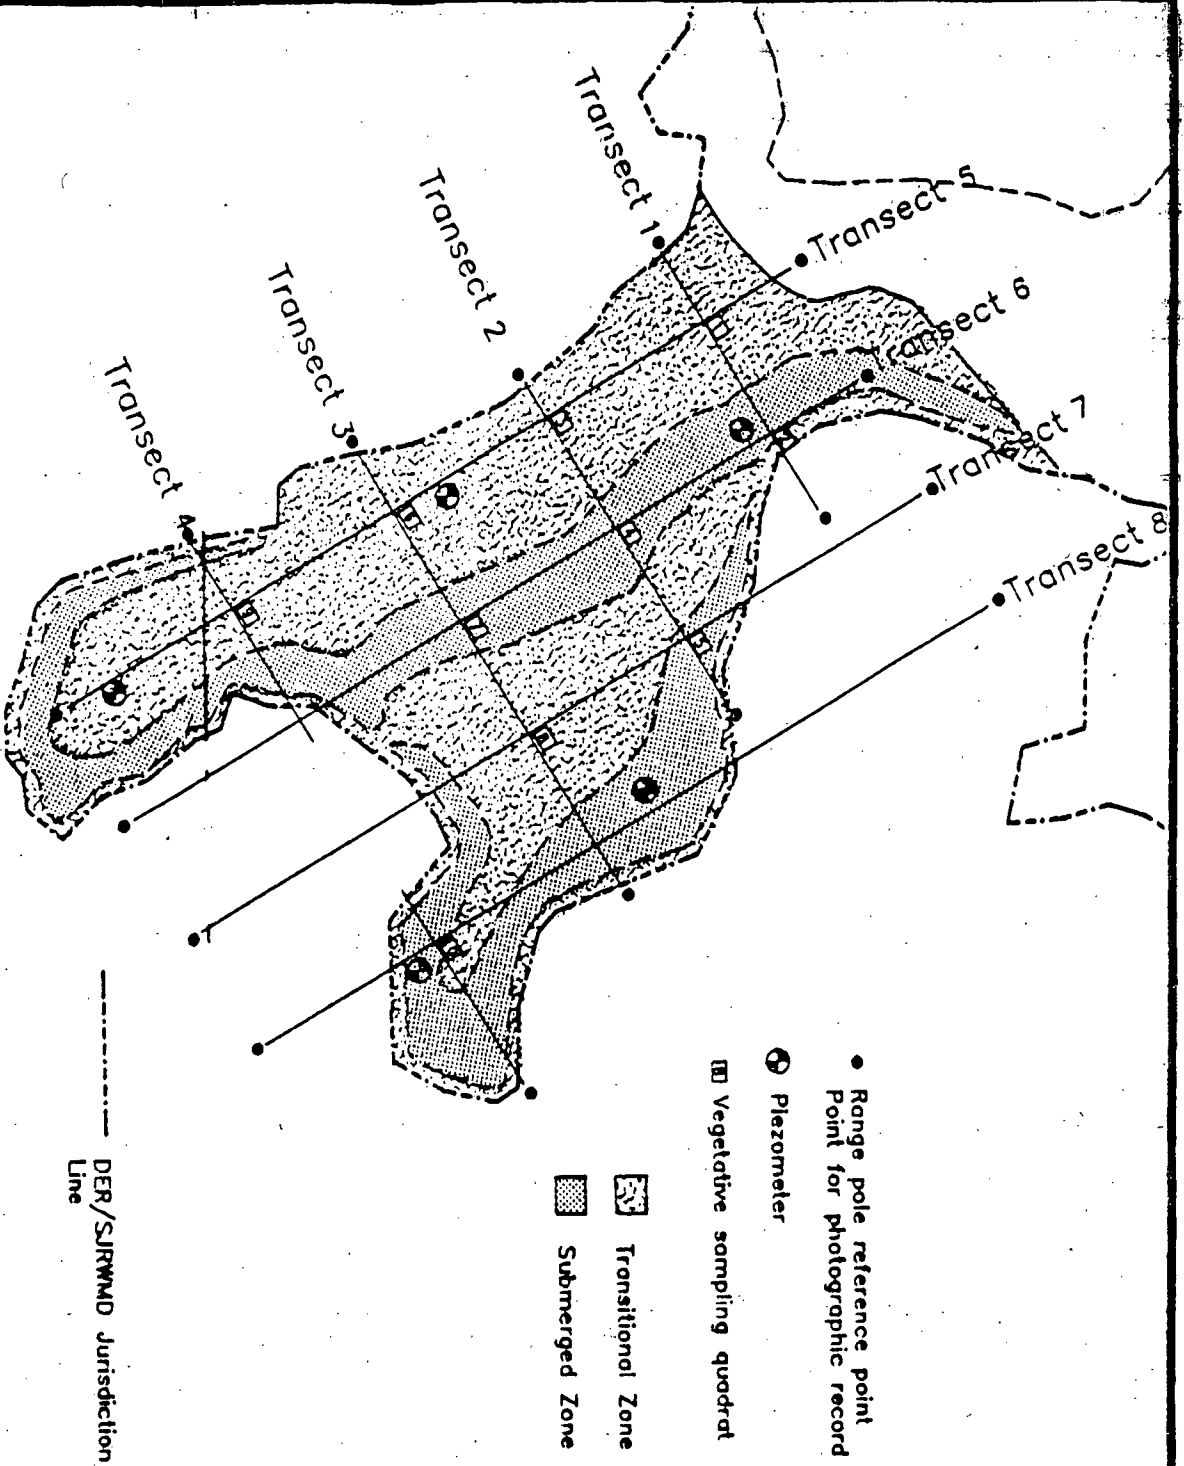 Transect 1
Transect 2
Transect 3
Transect 4
Transect 5
Transect 6
Transect 7
Transect 8
Range pole reference point
Point for photographic record
Piezometer
Vegetative sampling quadrat
Transitional Zone
Submerged Zone
DER/SJRWMD Jurisdiction
Line